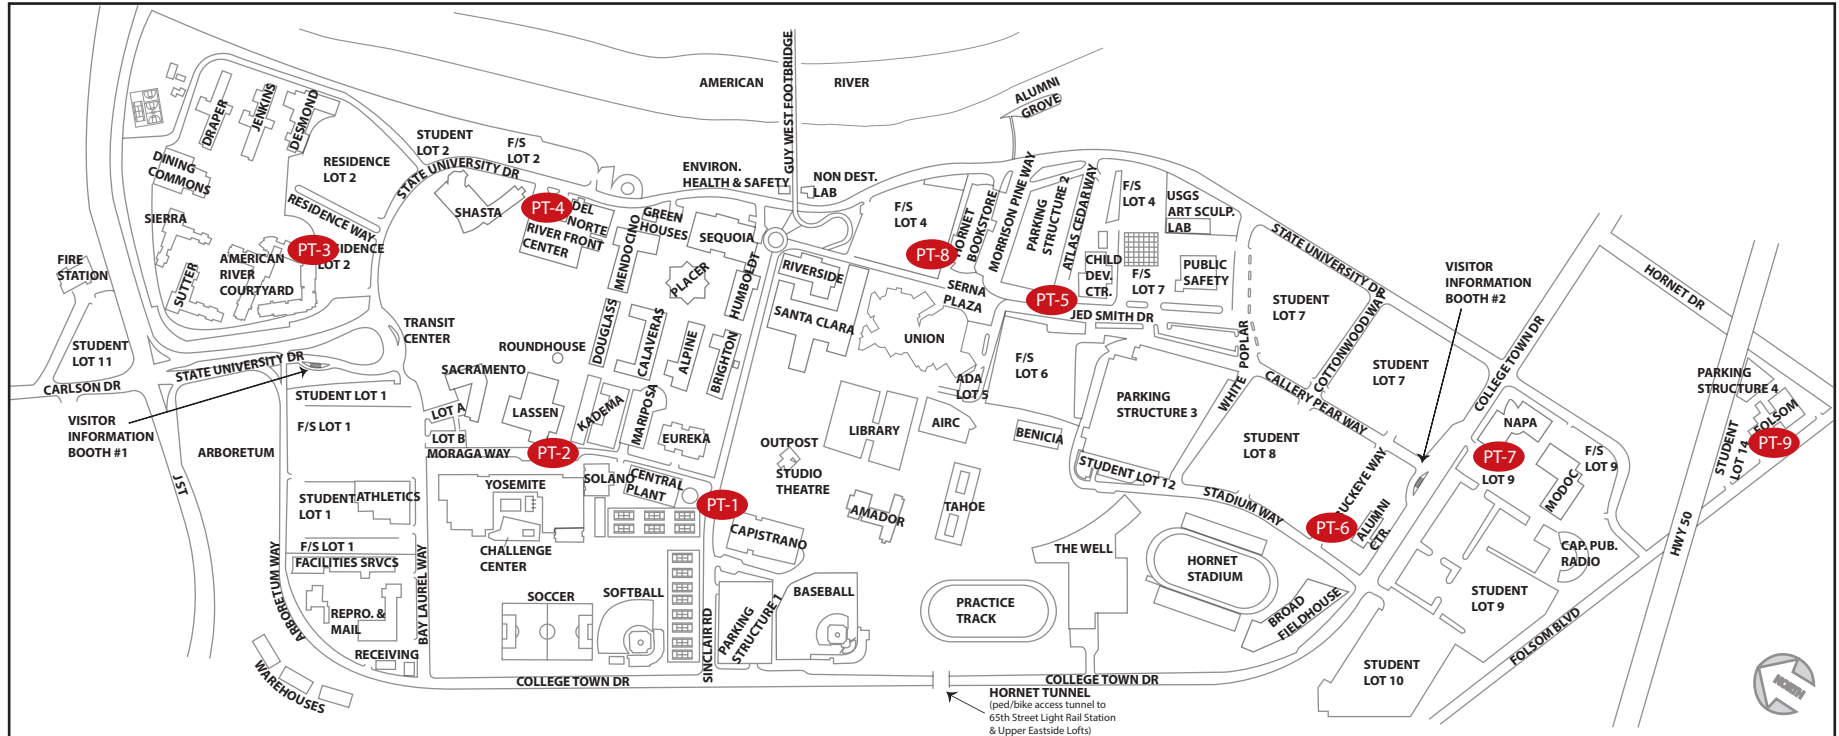 AMERICAN RIVER
GUY WEST FOOTBRIDGE
ALUMNI
GROVE
DRAPER
JENKINS
DESMOND
DINING
COMMONS
RESIDENCE
LOT 2
STUDENT
LOT 2
F/S
LOT 2
STATE UNIVERSITY DR
SHASTA
PT-4
DEL
NORTE
RIVER FRONT
CENTER
ENVIRON.
HEALTH & SAFETY
NON DEST.
LAB
GREEN
HOUSES
MENDOCINO
SEQUOIA
PLACER
HUMBOLDT
RIVERSIDE
SANTA CLARA
F/S
LOT 4
PT-8
HORNET
BOOKSTORE
MORRISON PINE WAY
PARKING
STRUCTURE 2
ATLAS CEDAR WAY
F/S
LOT 4
USGS
ART SCULP.
LAB
CHILD
DEV.
CTR.
F/S
LOT 7
PUBLIC
SAFETY
STATE UNIVERSITY DR
SIERRA
RESIDENCE WAY
PT-3
SIDENCE
LOT 2
AMERICAN
RIVER
COURTYARD
SUTTER
FIRE
STATION
STUDENT
LOT 11
CARLSON DR
STATE UNIVERSITY DR
TRANSIT
CENTER
VISITOR
INFORMATION
BOOTH #1
ROUNDHOUSE
SACRAMENTO
DOUGLASS
CALAVERAS
ALPINE
BRIGHTON
LASSEN
KADEMA
MARIPOSA
EUREKA
LOT A
LOT B
MORAGA WAY
PT-2
SERNA
PLAZA
UNION
PT-5
JED SMITH DR
F/S
LOT 6
ADA
LOT 5
LIBRARY
AIRC
BENICIA
PARKING
STRUCTURE 3
WHITE POPLAR
STUDENT
LOT 7
COTTONWOOD WAY
STUDENT
LOT 7
CALLERY PEAR WAY
VISITOR
INFORMATION
BOOTH #2
COLLEGE TOWN DR
HORNET DR
PARKING
STRUCTURE 4
FOLSOM
PT-9
STUDENT
LOT 14
HWY 50
STUDENT LOT 1
F/S LOT 1
ARBORETUM
JST
STUDENT
LOT 1
ATHLETICS
F/S LOT 1
FACILITIES SRVCS
REPRO. &
MAIL
RECEIVING
ARBORETUM WAY
BAY LAUREL WAY
WAREHOUSES
YOSEMITE
SOLANO
CENTRAL
PLANT
CHALLENGE
CENTER
PT-1
CAPISTRANO
OUTPOST
STUDIO
THEATRE
AMADOR
TAHOE
STUDENT LOT 12
STADIUM WAY
STUDENT
LOT 8
BUCKEYE WAY
PT-6
ALUMNI
CTR.
NAPA
PT-7
LOT 9
MODOC
F/S
LOT 9
CAP. PUB.
RADIO
STUDENT
LOT 9
FOLSOM BLVD
STUDENT
LOT 10
SOCCER
SOFTBALL
SINCLAIR RD
PARKING
STRUCTURE 1
BASEBALL
PRACTICE
TRACK
THE WELL
HORNET
STADIUM
BROAD
FIELDHOUSE
COLLEGE TOWN DR
COLLEGE TOWN DR
HORNET TUNNEL
(ped/bike access tunnel to
65th Street Light Rail Station
& Upper Eastside Lofts)
NORTH